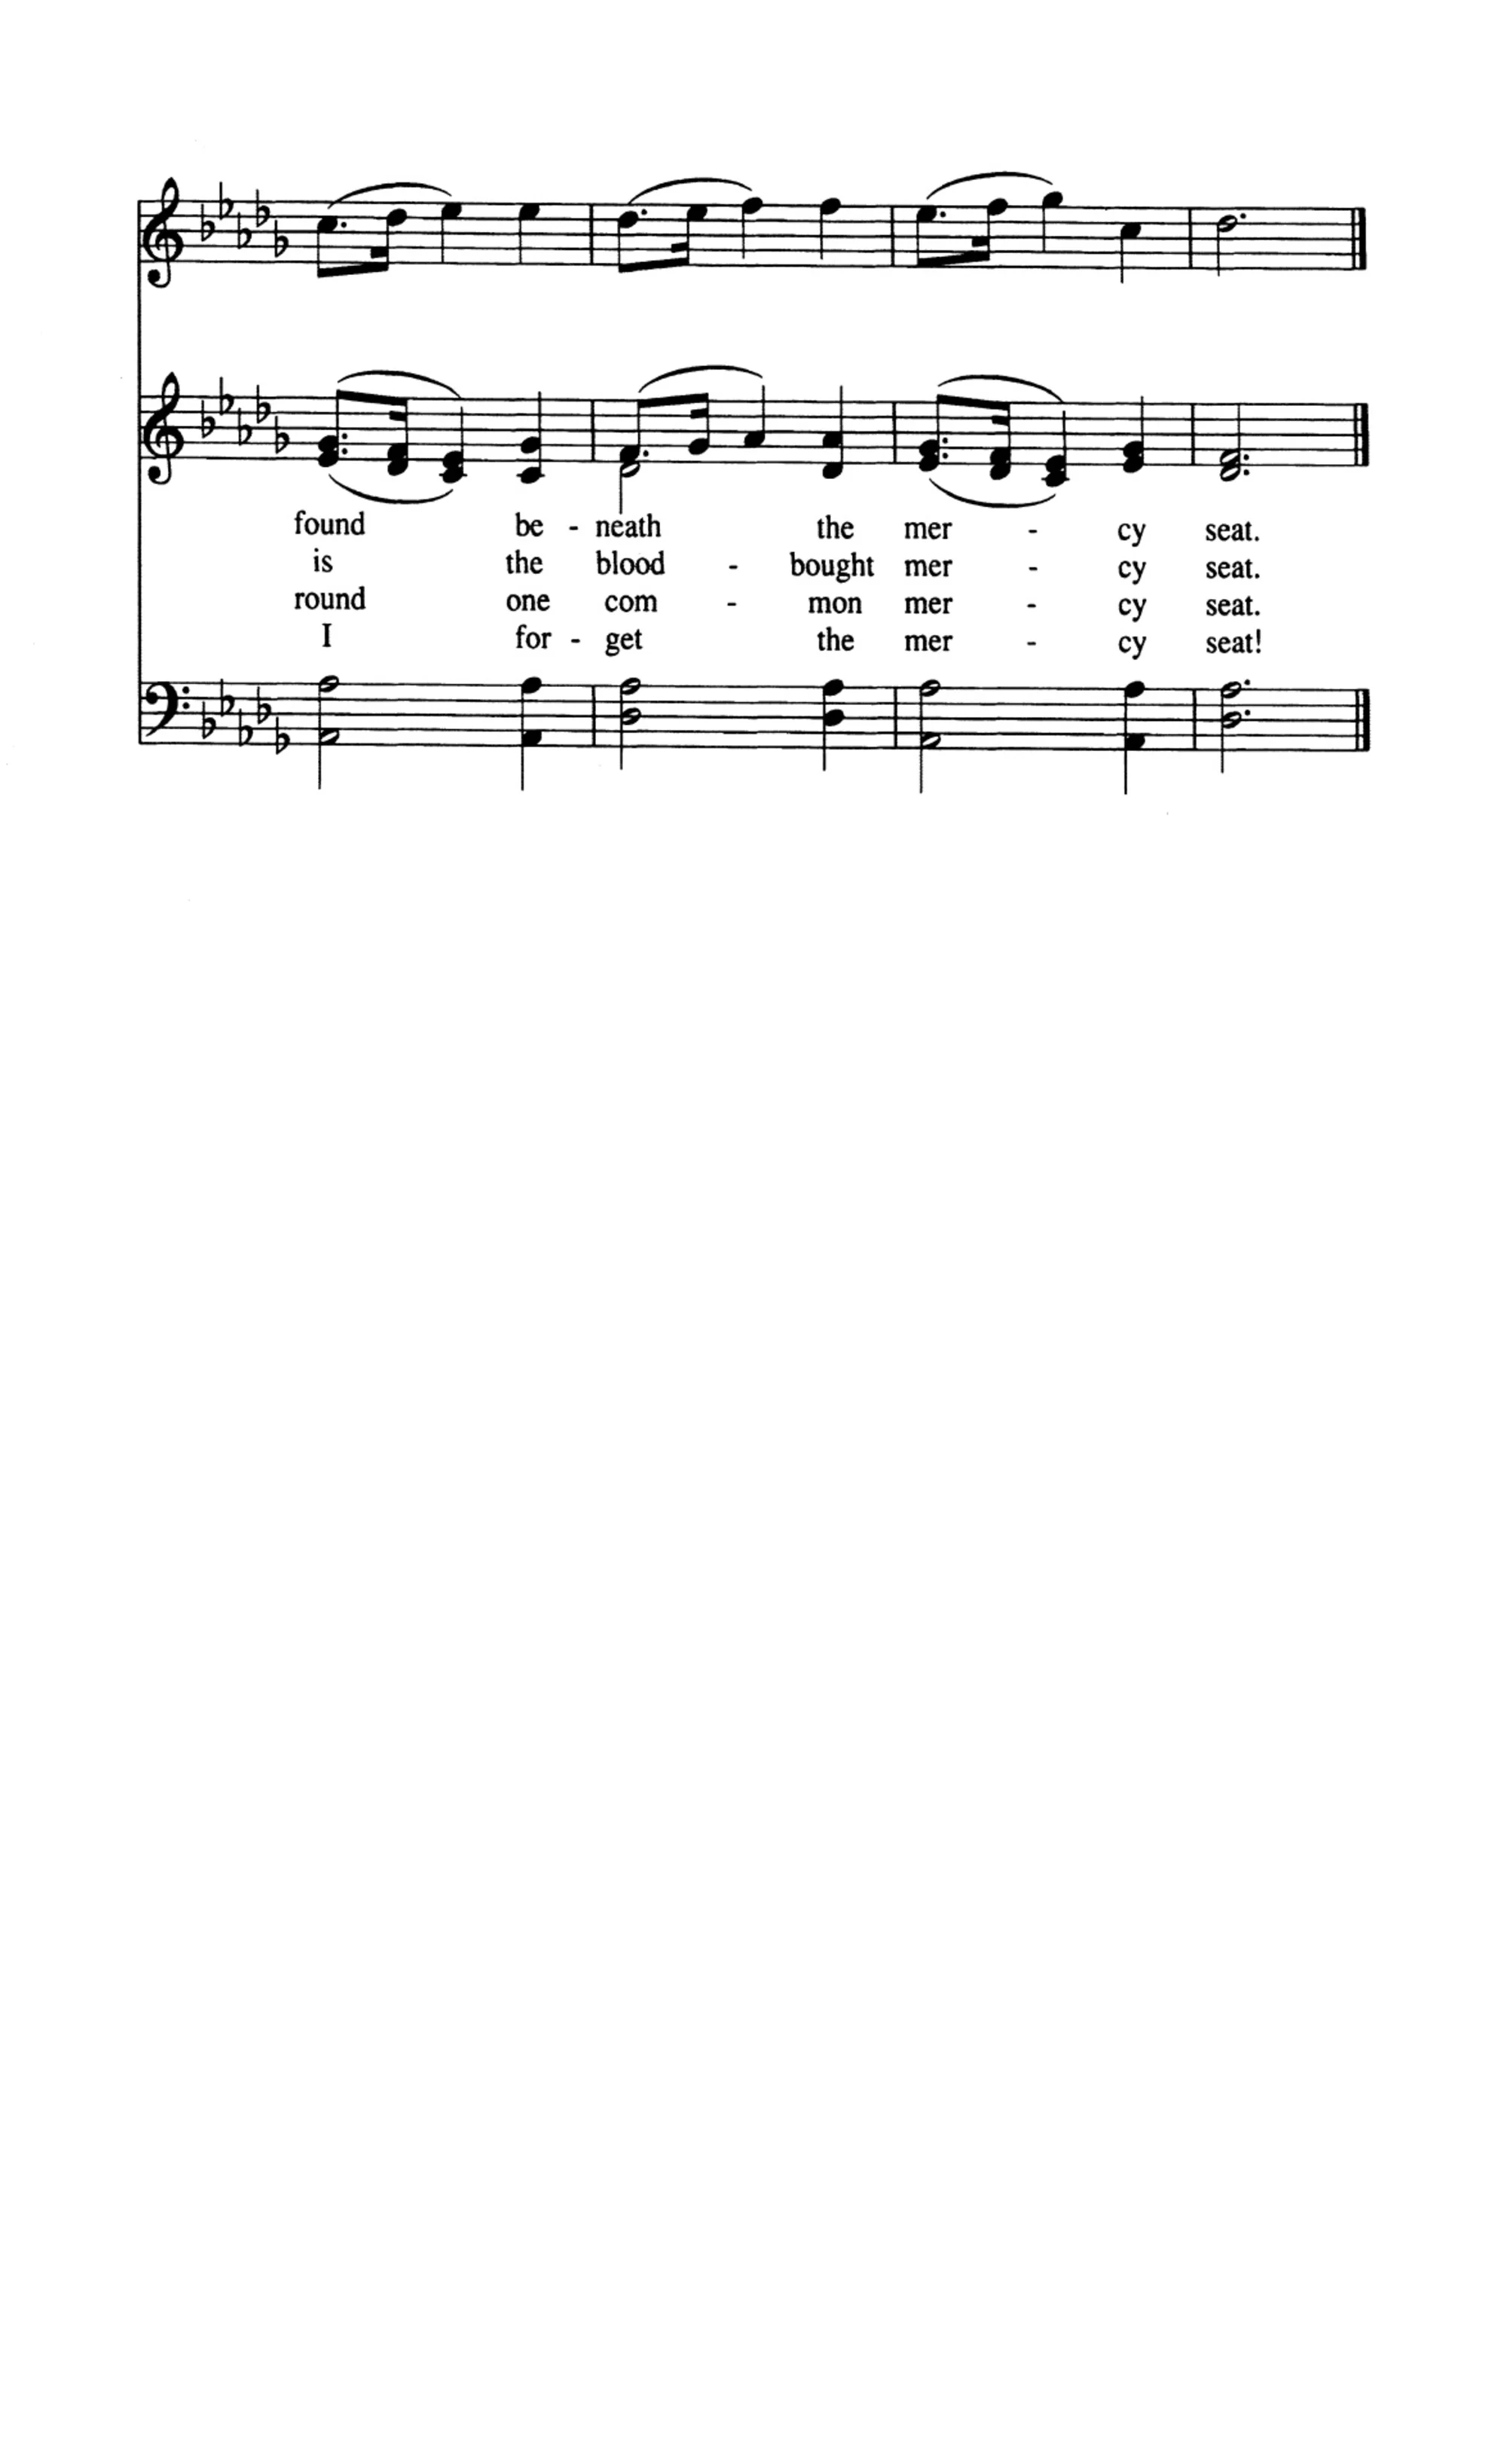 found be - neath the mer - cy seat.
is the blood - bought mer - cy seat.
round one com - mon mer - cy seat.
I for - get the mer - cy seat!